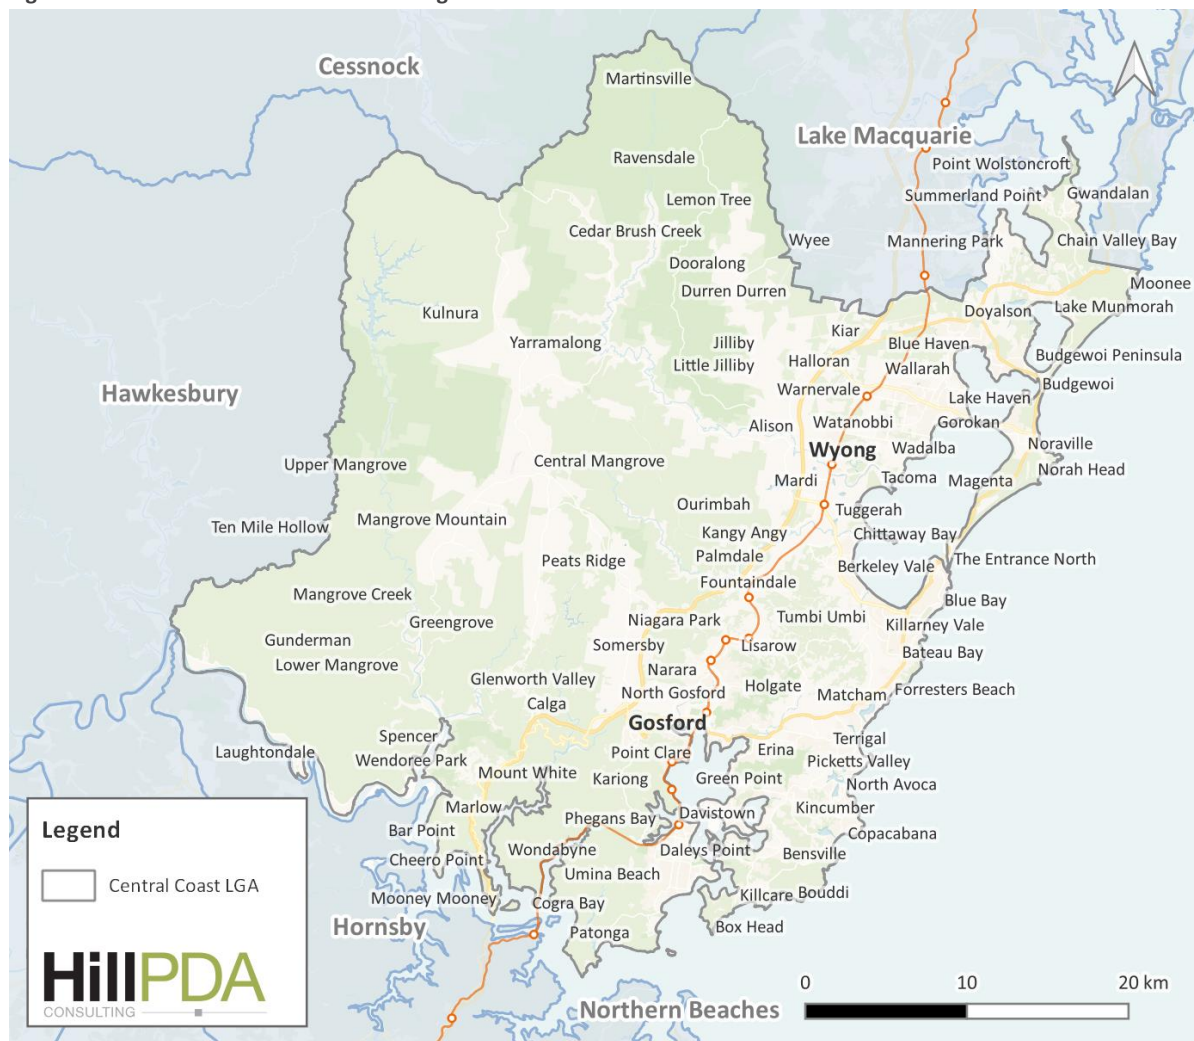 Cessnock
Martinsville
Lake Macquarie
Ravensdale
Point Wolstoncroft
Lemon Tree
Summerland Point
Gwandalan
Cedar Brush Creek
Wyee
Mannering Park
Chain Valley Bay
Dooralong
Durren Durren
Moonee
Kulnura
Doyalson
Lake Munmorah
Kiar
Yarramalong
Jilliby
Blue Haven
Halloran
Little Jilliby
Wallarah
Budgewoi Peninsula
Hawkesbury
Warnervale
Budgewoi
Lake Haven
Alison
Watanobbi
Gorokan
Wyong
Wadalba
Noraville
Upper Mangrove
Central Mangrove
Norah Head
Mardi
Tacoma
Magenta
Ourimbah
Tuggerah
Ten Mile Hollow
Mangrove Mountain
Kangy Angy
Chittaway Bay
Peats Ridge
Palmdale
Berkeley Vale
The Entrance North
Fountaindale
Mangrove Creek
Blue Bay
Greengrove
Niagara Park
Tumbi Umbi
Killarney Vale
Gunderman
Somersby
Lisarow
Bateau Bay
Lower Mangrove
Narara
Glenworth Valley
North Gosford
Holgate
Matcham
Forresters Beach
Calga
Gosford
Spencer
Terrigal
Laughtondale
Point Clare
Erina
Wendoree Park
Picketts Valley
Mount White
Kariong
Green Point
North Avoca
Marlow
Kincumber
Phegans Bay
Davistown
Bar Point
Copacabana
Wondabyne
Daleys Point
Bensville
Cheero Point
Umina Beach
Mooney Mooney
Cogra Bay
Killcare
Bouddi
Hornsby
Patonga
Box Head
Northern Beaches
0 10 20 km
Legend
Central Coast LGA
HillPDA
CONSULTING